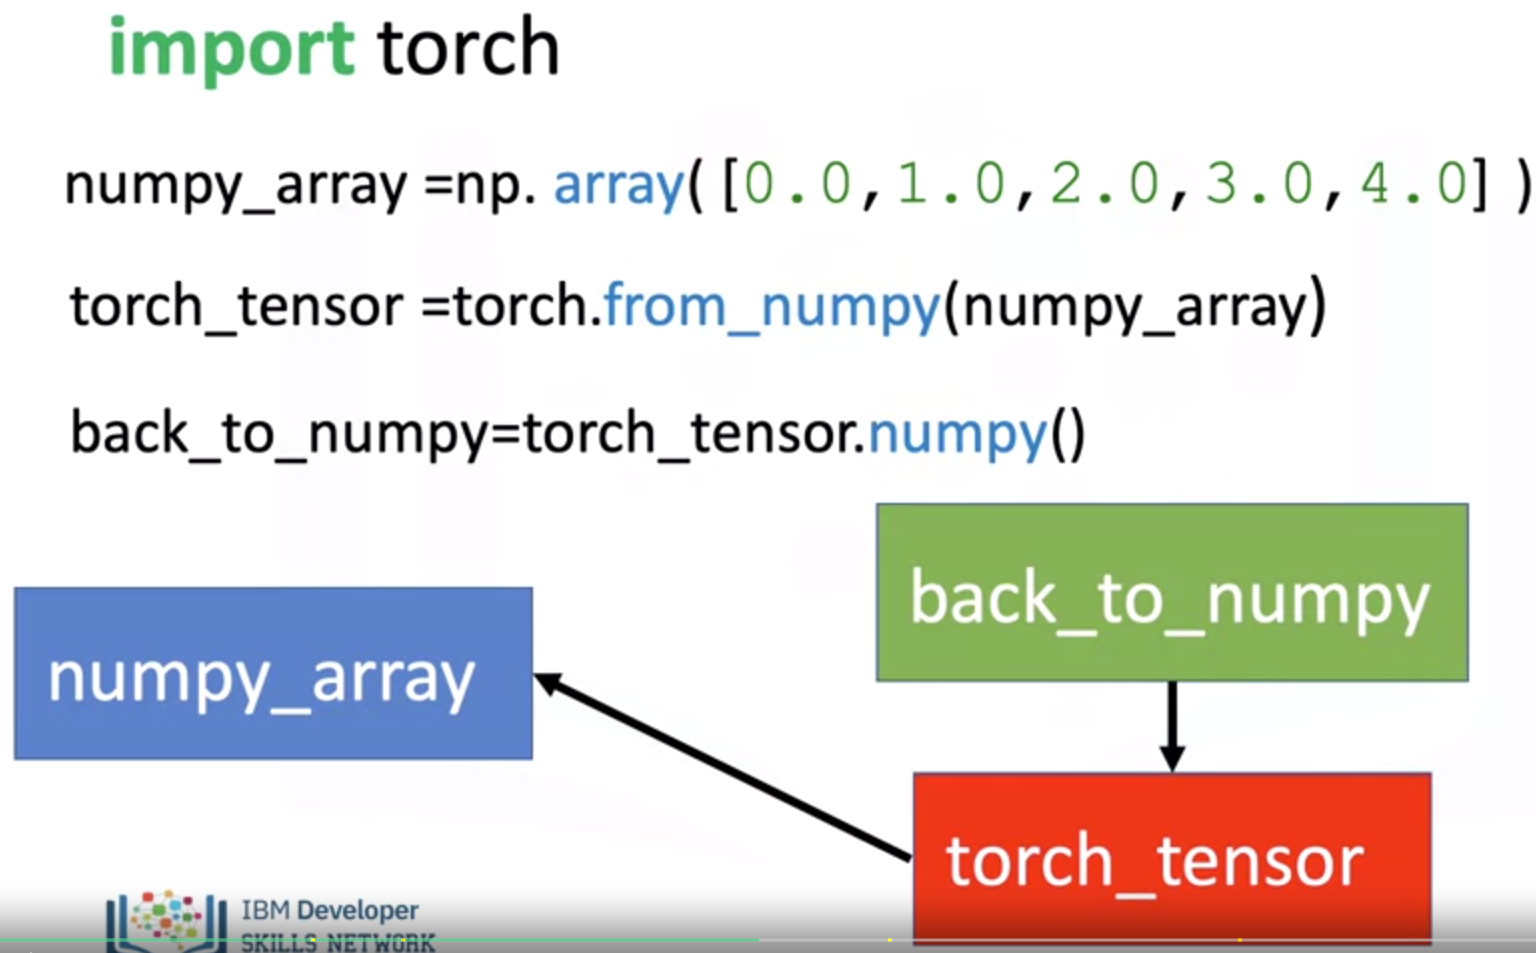 import torch
numpy_array =np. array([0.0,1.0,2.0,3.0,4.0])
torch_tensor =torch.from_numpy(numpy_array)
back_to_numpy=torch_tensor.numpy()
back_to_numpy
numpy_array
torch_tensor
IBM Developer
SKILLS NETWORK